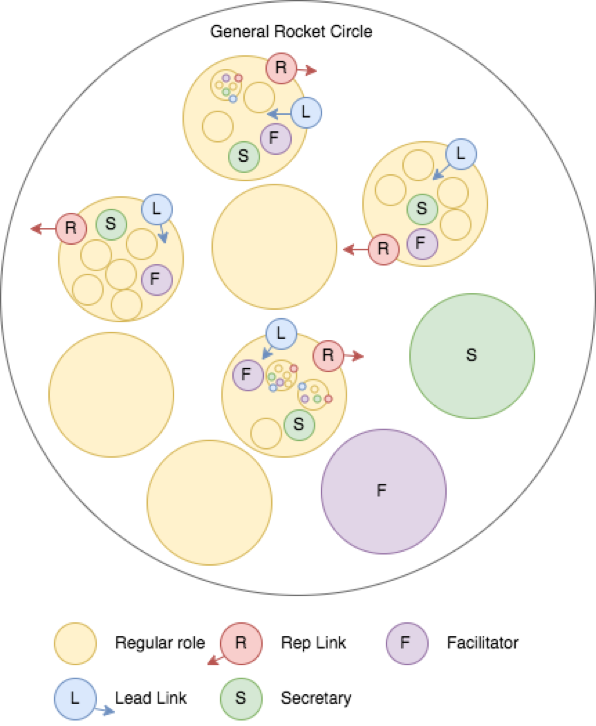 General Rocket Circle
R
L
F
S
L
S
F
R
L
R
S
F
L
R
F
S
S
F
Regular role
R
Rep Link
F
Facilitator
L
Lead Link
S
Secretary